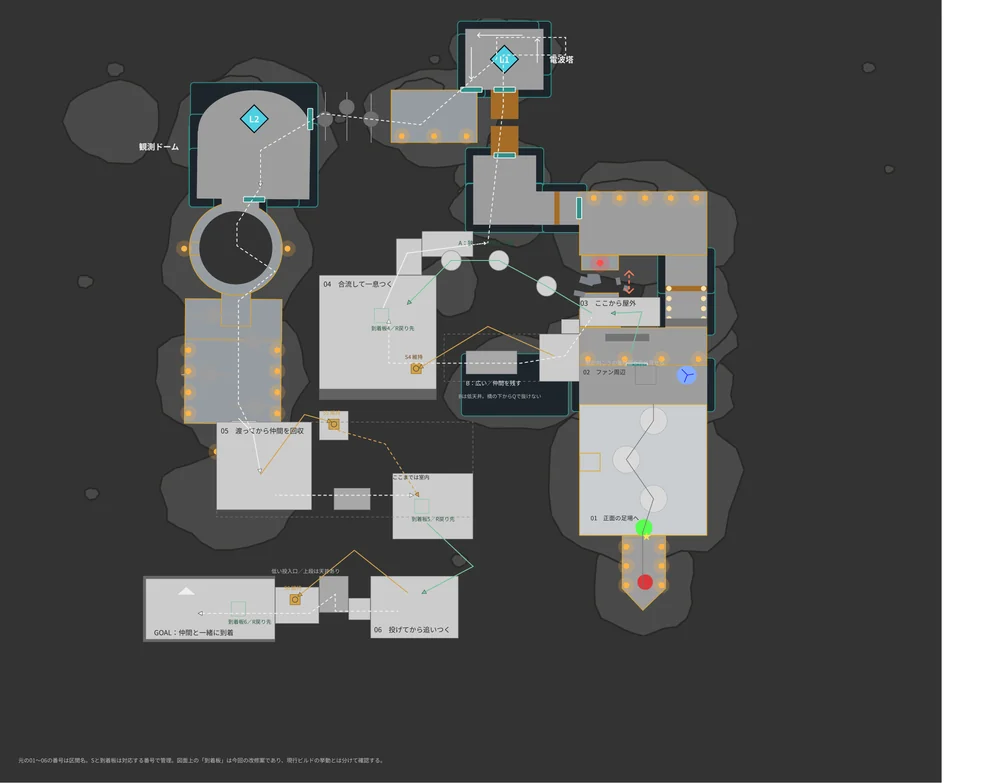 L1
電波塔
L2
観測ドーム
04 合流して一息つく
到着板4／R戻り先
S4 維持
03 ここから屋外
02 ファン周辺
B：広い／仲間を残す
05 渡ってから仲間を回収
ここまでは室内
到着板5／R戻り先
01 正面の足場へ
低い投入口／上段は天井あり
到着板6／R戻り先
GOAL：仲間と一緒に到着
06 投げてから追いつく
元の01〜06の番号は区間名。Sと到着板は対応する番号で管理。図面上の「到着板」は今回の改修案であり、現行ビルドの挙動とは分けて確認する。